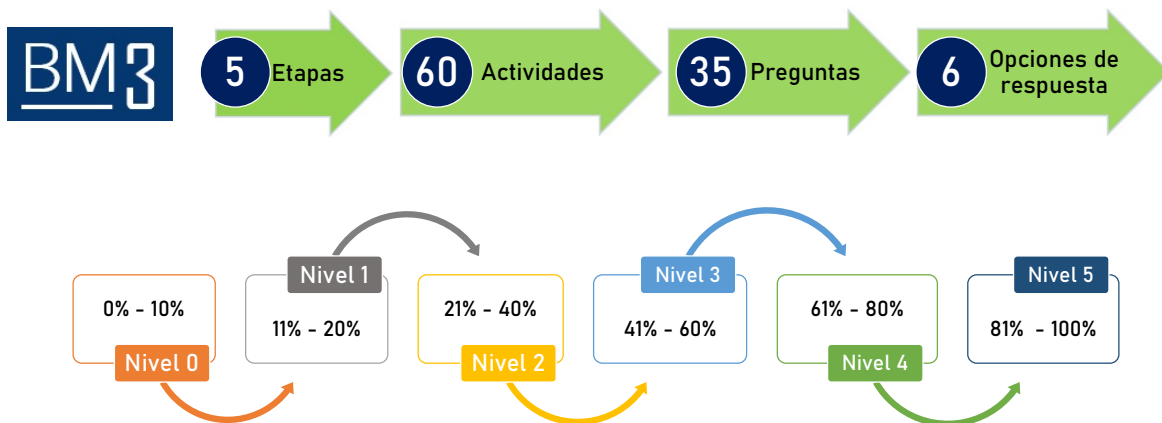 BM3
5 Etapas
60 Actividades
35 Preguntas
6 Opciones de
respuesta
0% - 10%
Nivel 0
Nivel 1
11% - 20%
21% - 40%
Nivel 2
Nivel 3
41% - 60%
61% - 80%
Nivel 4
Nivel 5
81% - 100%